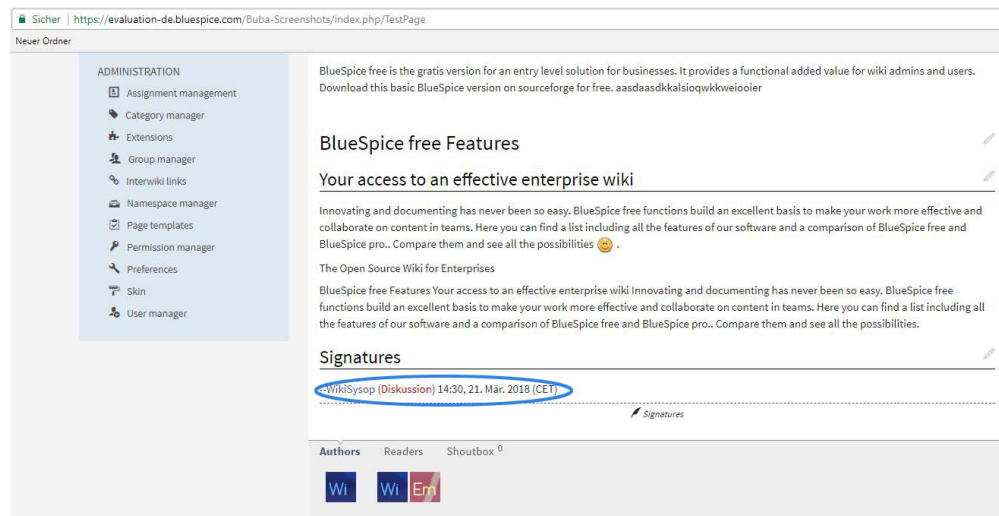 Sicher | https://evaluation-de.bluespice.com/Buba-Screenshots/index.php/TestPage
Neuer Ordner
ADMINISTRATION
Assignment management
Category manager
Extensions
Group manager
Interwiki links
Namespace manager
Page templates
Permission manager
Preferences
Skin
User manager
BlueSpice free is the gratis version for an entry level solution for businesses. It provides a functional added value for wiki admins and users.
Download this basic BlueSpice version on sourceforge for free. aasdaasdkkalsioqwkkweiooier
BlueSpice free Features
Your access to an effective enterprise wiki
Innovating and documenting has never been so easy. BlueSpice free functions build an excellent basis to make your work more effective and
collaborate on content in teams. Here you can find a list including all the features of our software and a comparison of BlueSpice free and
BlueSpice pro.. Compare them and see all the possibilities .
The Open Source Wiki for Enterprises
BlueSpice free Features Your access to an effective enterprise wiki Innovating and documenting has never been so easy. BlueSpice free
functions build an excellent basis to make your work more effective and collaborate on content in teams. Here you can find a list including all
the features of our software and a comparison of BlueSpice free and BlueSpice pro.. Compare them and see all the possibilities.
Signatures
--WikiSysop (Diskussion) 14:30, 21. Mär. 2018 (CET)
Signatures
Authors Readers Shoutbox 0
Wi Wi Em